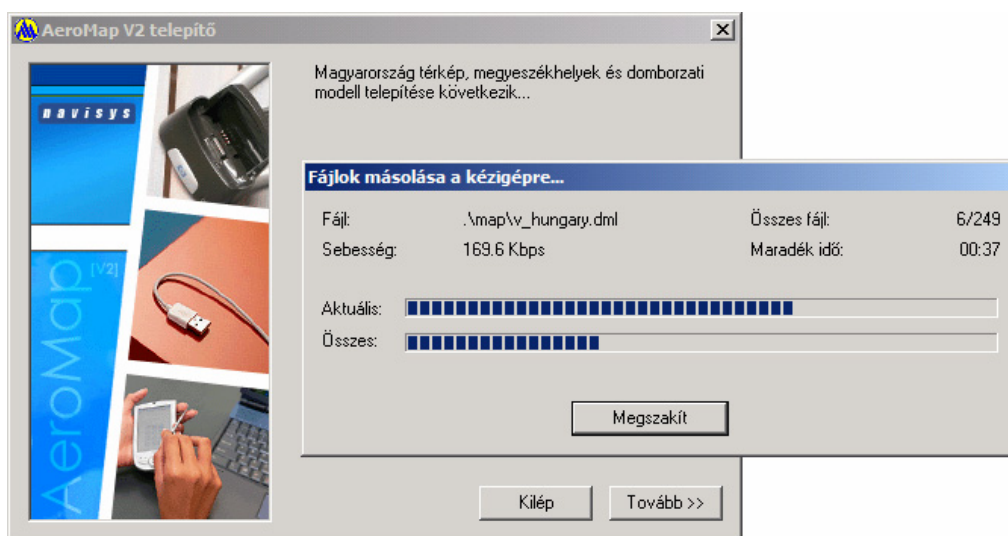 AeroMap V2 telepítő
navisys
AeroMap [V2]
Magyarország térkép, megyeszékhelyek és domborzati
modell telepítése következik...
Fájlok másolása a kézigépre...
Fájl: .\map\v_hungary.dml Összes fájl: 6/249
Sebesség: 169.6 Kbps Maradék idő: 00:37
Aktuális:
Összes:
Megszakít
Kilép Tovább >>